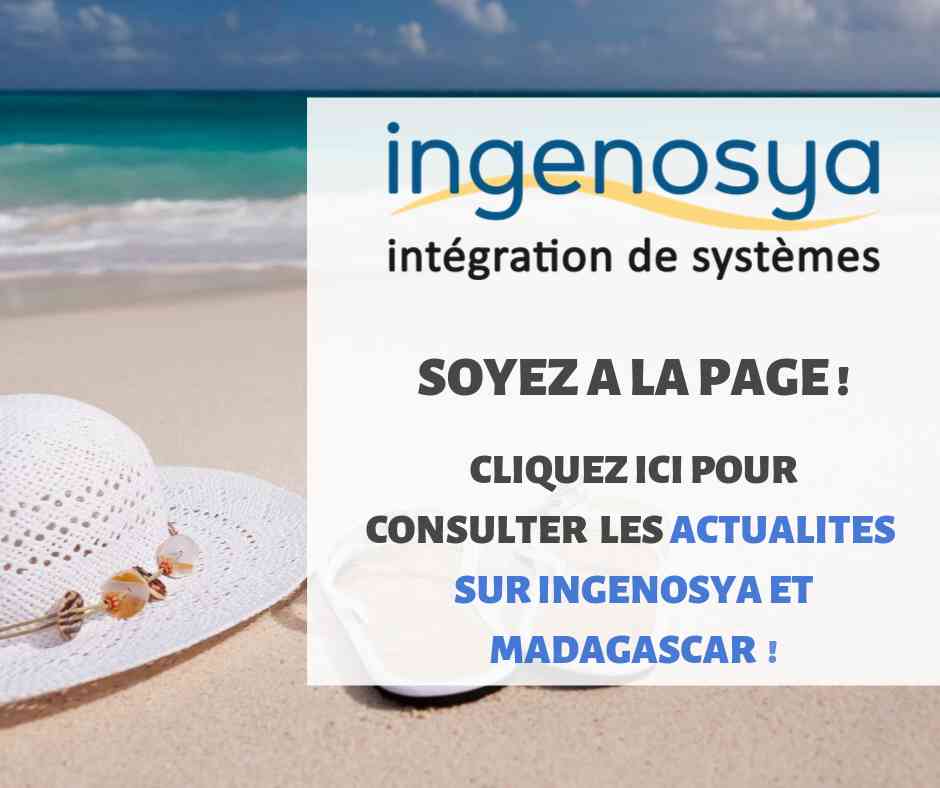 ingenosya
intégration de systèmes
SOYEZ A LA PAGE !
CLIQUEZ ICI POUR
CONSULTER LES ACTUALITES
SUR INGENOSYA ET
MADAGASCAR !